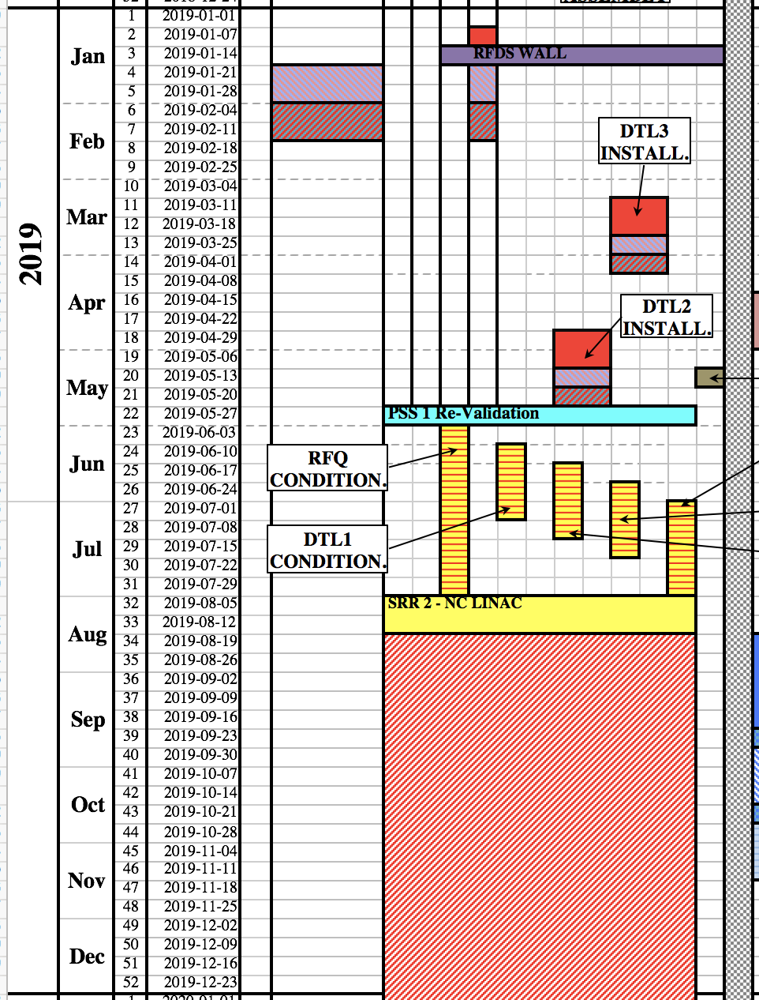 1 2019-01-01
2 2019-01-07
Jan 3 2019-01-14 RFDS WALL
4 2019-01-21
5 2019-01-28
6 2019-02-04
7 2019-02-11
Feb 8 2019-02-18
9 2019-02-25
DTL3
INSTALL.
10 2019-03-04
11 2019-03-11
Mar 12 2019-03-18
13 2019-03-25
2019
14 2019-04-01
15 2019-04-08
Apr 16 2019-04-15
17 2019-04-22
18 2019-04-29
DTL2
INSTALL.
19 2019-05-06
20 2019-05-13
May 21 2019-05-20
22 2019-05-27 PSS 1 Re-Validation
23 2019-06-03
24 2019-06-10
Jun 25 2019-06-17
26 2019-06-24
RFQ
CONDITION.
27 2019-07-01
28 2019-07-08
Jul 29 2019-07-15
30 2019-07-22
31 2019-07-29
DTL1
CONDITION.
32 2019-08-05 SRR 2 - NC LINAC
33 2019-08-12
Aug 34 2019-08-19
35 2019-08-26
36 2019-09-02
37 2019-09-09
Sep 38 2019-09-16
39 2019-09-23
40 2019-09-30
41 2019-10-07
42 2019-10-14
Oct 43 2019-10-21
44 2019-10-28
45 2019-11-04
46 2019-11-11
Nov 47 2019-11-18
48 2019-11-25
49 2019-12-02
50 2019-12-09
Dec 51 2019-12-16
52 2019-12-23